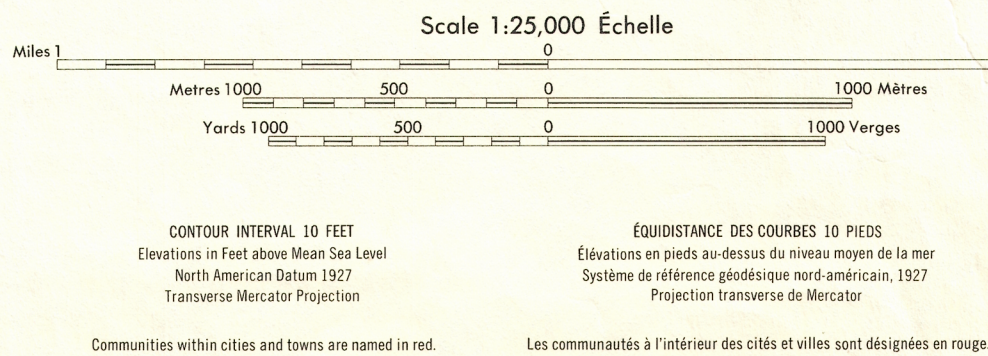 Scale 1:25,000 Échelle
Miles 1 0
Metres 1000 500 0 1000 Mètres
Yards 1000 500 0 1000 Verges
CONTOUR INTERVAL 10 FEET
Elevations in Feet above Mean Sea Level
North American Datum 1927
Transverse Mercator Projection
ÉQUIDISTANCE DES COURBES 10 PIEDS
Élévations en pieds au-dessus du niveau moyen de la mer
Système de référence géodésique nord-américain, 1927
Projection transverse de Mercator
Communities within cities and towns are named in red.
Les communautés à l'intérieur des cités et villes sont désignées en rouge.